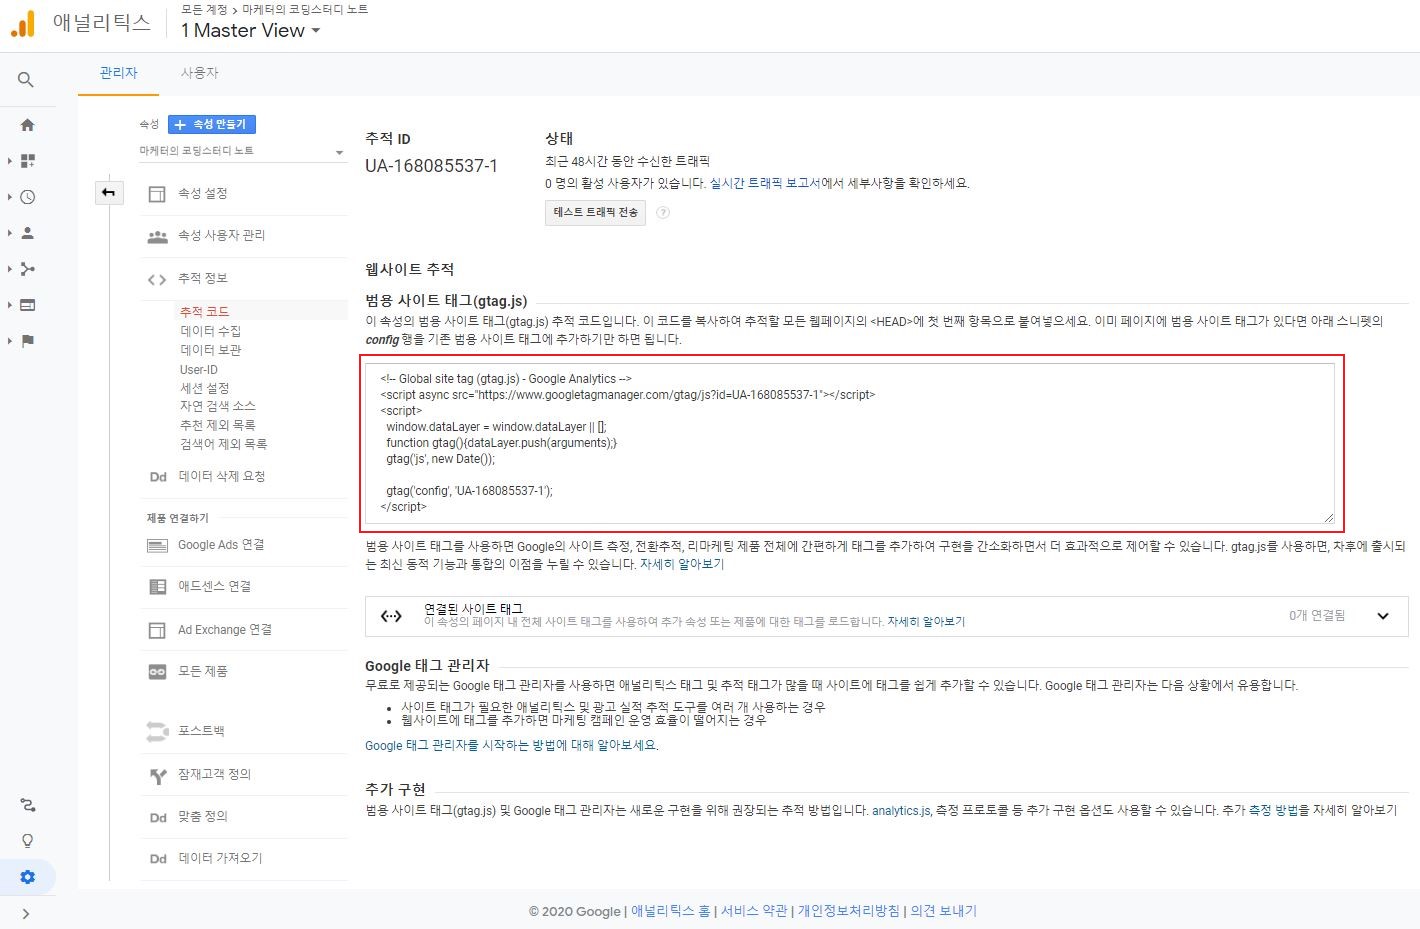 애널리틱스
모든 계정 > 마케터의 코딩스터디 노트
1 Master View
관리자
사용자
속성
+ 속성 만들기
마케터의 코딩스터디 노트
속성 설정
속성 사용자 관리
추적 정보
추적 코드
데이터 수집
데이터 보관
User-ID
세션 설정
자연 검색 소스
추천 제외 목록
검색어 제외 목록
Dd 데이터 삭제 요청
제품 연결하기
Google Ads 연결
애드센스 연결
Ad Exchange 연결
모든 제품
포스트백
잠재고객 정의
Dd 맞춤 정의
Dd 데이터 가져오기
추적 ID
UA-168085537-1
상태
최근 48시간 동안 수신한 트래픽
0 명의 활성 사용자가 있습니다. 실시간 트래픽 보고서에서 세부사항을 확인하세요.
테스트 트래픽 전송
?
웹사이트 추적
범용 사이트 태그(gtag.js)
이 속성의 범용 사이트 태그(gtag.js) 추적 코드입니다. 이 코드를 복사하여 추적할 모든 웹페이지의 <HEAD>에 첫 번째 항목으로 붙여넣으세요. 이미 페이지에 범용 사이트 태그가 있다면 아래 스니펫의
config 행을 기존 범용 사이트 태그에 추가하기만 하면 됩니다.
<!-- Global site tag (gtag.js) - Google Analytics -->
<script async src="https://www.googletagmanager.com/gtag/js?id=UA-168085537-1"></script>
<script>
window.dataLayer = window.dataLayer || [];
function gtag(){dataLayer.push(arguments);}
gtag('js', new Date());
gtag('config', 'UA-168085537-1');
</script>
범용 사이트 태그를 사용하면 Google의 사이트 측정, 전환추적, 리마케팅 제품 전체에 간편하게 태그를 추가하여 구현을 간소화하면서 더 효과적으로 제어할 수 있습니다. gtag.js를 사용하면, 차후에 출시되
는 최신 동적 기능과 통합의 이점을 누릴 수 있습니다. 자세히 알아보기
연결된 사이트 태그
이 속성의 페이지 내 전체 사이트 태그를 사용하여 추가 속성 또는 제품에 대한 태그를 로드합니다. 자세히 알아보기
0개 연결됨
Google 태그 관리자
무료로 제공되는 Google 태그 관리자를 사용하면 애널리틱스 태그 및 추적 태그가 많을 때 사이트에 태그를 쉽게 추가할 수 있습니다. Google 태그 관리자는 다음 상황에서 유용합니다.
• 사이트 태그가 필요한 애널리틱스 및 광고 실적 추적 도구를 여러 개 사용하는 경우
• 웹사이트에 태그를 추가하면 마케팅 캠페인 운영 효율이 떨어지는 경우
Google 태그 관리자를 시작하는 방법에 대해 알아보세요.
추가 구현
범용 사이트 태그(gtag.js) 및 Google 태그 관리자는 새로운 구현을 위해 권장되는 추적 방법입니다. analytics.js, 측정 프로토콜 등 추가 구현 옵션도 사용할 수 있습니다. 추가 측정 방법을 자세히 알아보기
© 2020 Google | 애널리틱스 홈 | 서비스 약관 | 개인정보처리방침 | 의견 보내기